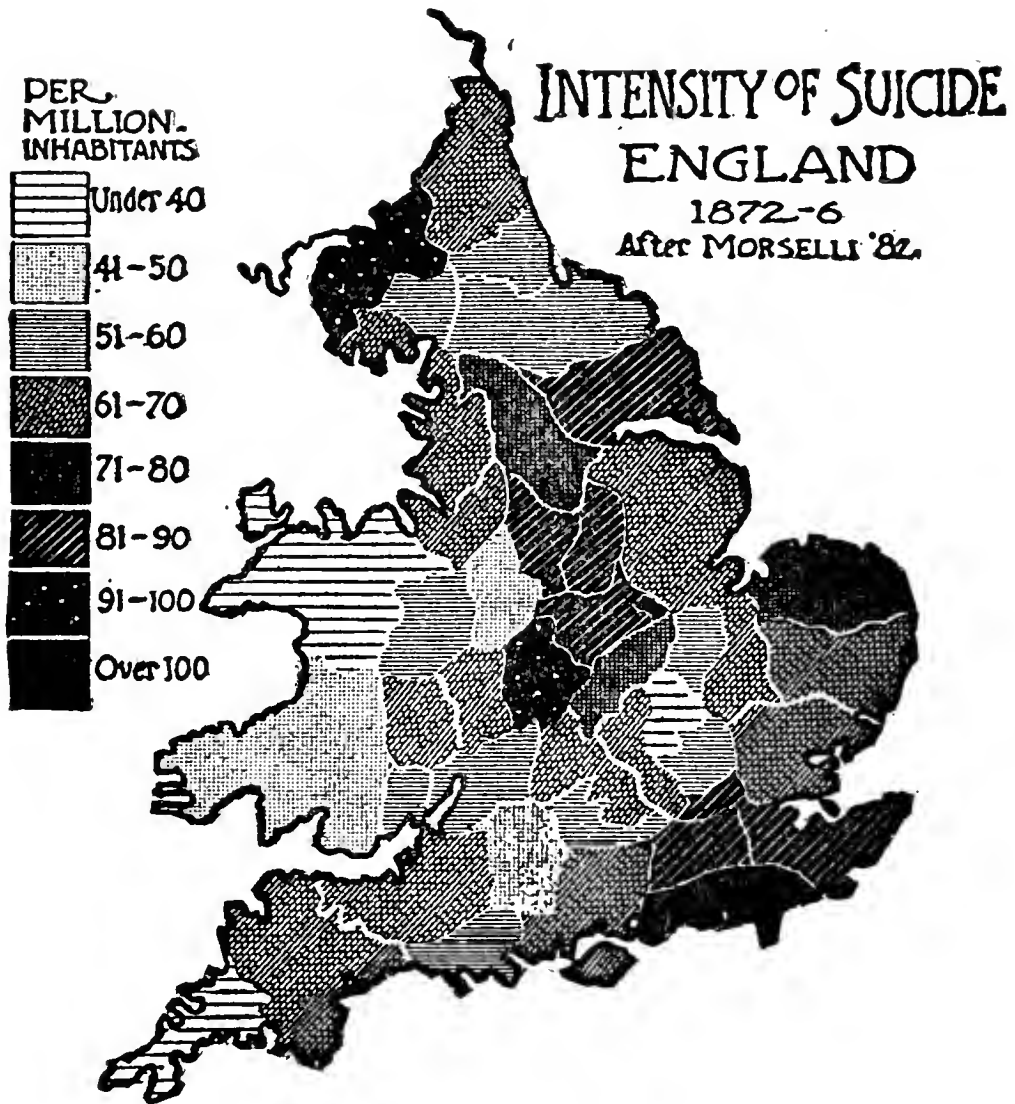 INTENSITY OF SUICIDE
ENGLAND
1872-6
After MORSELLI '82
PER
MILLION
INHABITANTS
Under 40
41-50
51-60
61-70
71-80
81-90
91-100
Over 100